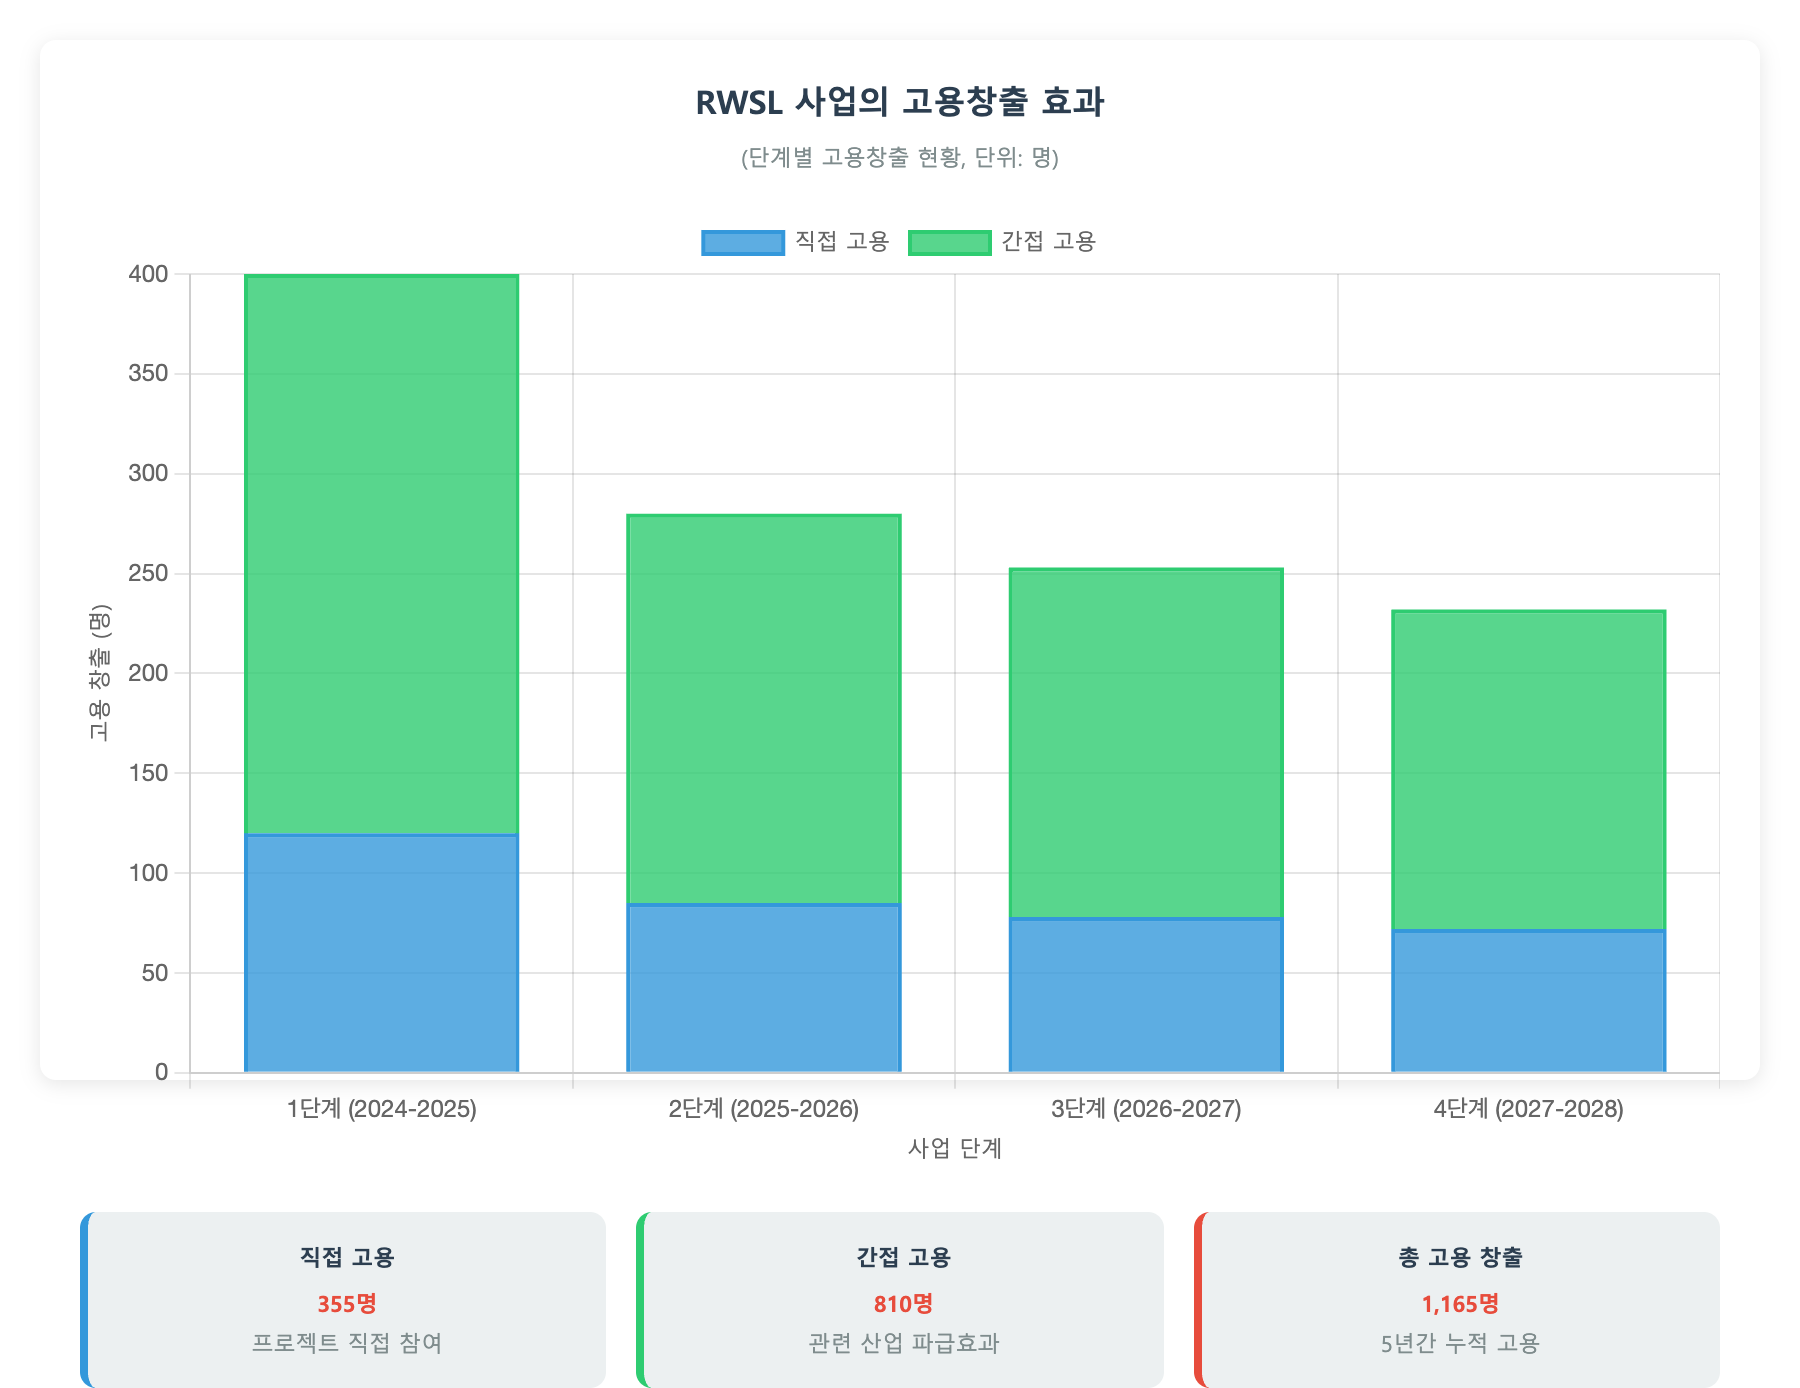 RWSL 사업의 고용창출 효과
(단계별 고용창출 현황, 단위: 명)
직접 고용
간접 고용
고용 창출 (명)
400
350
300
250
200
150
100
50
0
1단계 (2024-2025)
2단계 (2025-2026)
3단계 (2026-2027)
4단계 (2027-2028)
사업 단계
직접 고용
355명
프로젝트 직접 참여
간접 고용
810명
관련 산업 파급효과
총 고용 창출
1,165명
5년간 누적 고용